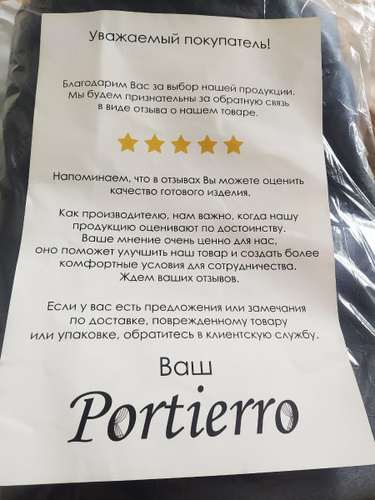 Уважаемый покупатель!
Благодарим Вас за выбор нашей продукции.
Мы будем признательны за обратную связь
в виде отзыва о нашем товаре.
Напоминаем, что в отзывах Вы можете оценить
качество готового изделия.
Как производителю, нам важно, когда нашу
продукцию оценивают по достоинству.
Ваше мнение очень ценно для нас,
оно поможет улучшить наш товар и создать более
комфортные условия для сотрудничества.
Ждем ваших отзывов.
Если у вас есть предложения или замечания
по доставке, поврежденному товару
или упаковке, обратитесь в клиентскую службу.
Ваш
Portierro